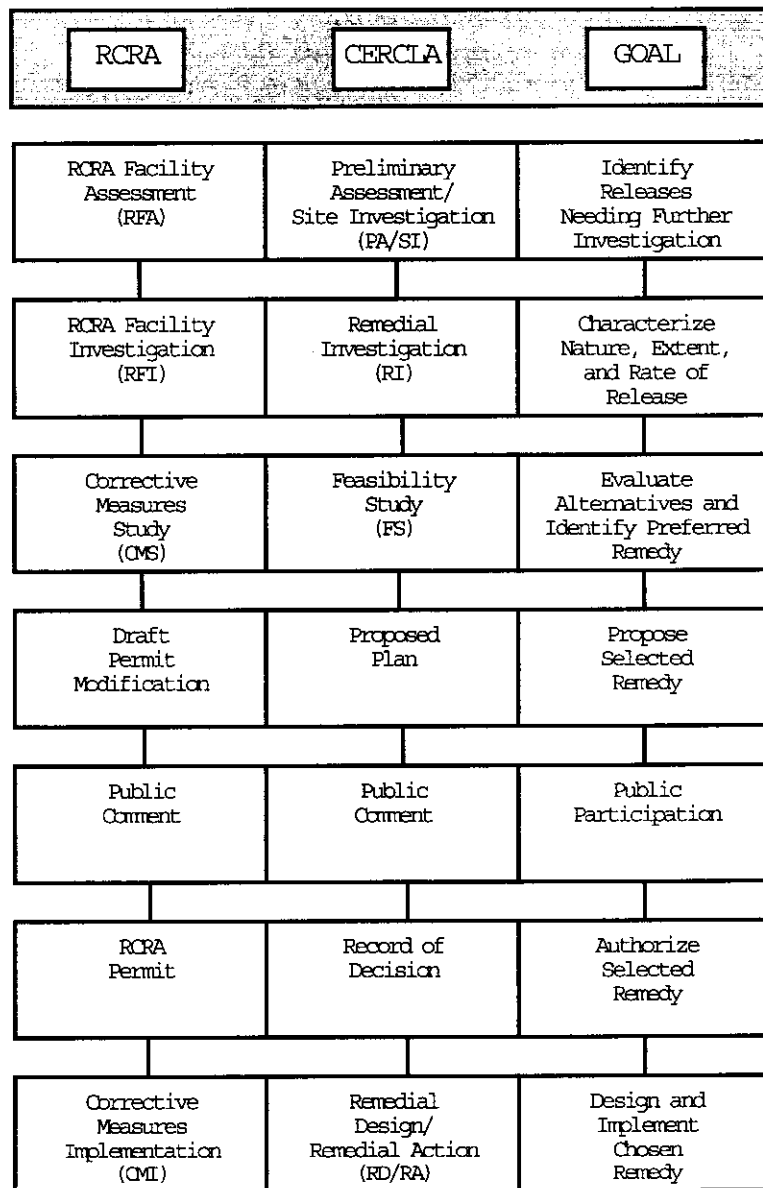 RCRA
CERCLA
GOAL
RCRA Facility
Assessment
(RFA)
Preliminary
Assessment/
Site Investigation
(PA/SI)
Identify
Releases
Needing Further
Investigation
RCRA Facility
Investigation
(RFI)
Remedial
Investigation
(RI)
Characterize
Nature, Extent,
and Rate of
Release
Corrective
Measures
Study
(CMS)
Feasibility
Study
(FS)
Evaluate
Alternatives and
Identify Preferred
Remedy
Draft
Permit
Modification
Proposed
Plan
Propose
Selected
Remedy
Public
Comment
Public
Comment
Public
Participation
RCRA
Permit
Record of
Decision
Authorize
Selected
Remedy
Corrective
Measures
Implementation
(CMI)
Remedial
Design/
Remedial Action
(RD/RA)
Design and
Implement
Chosen
Remedy